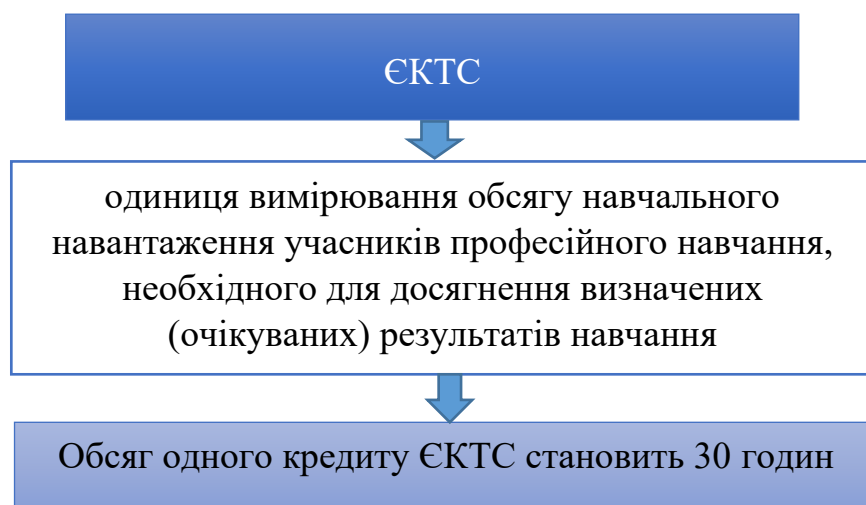 ЄКТС
одиниця вимірювання обсягу навчального
навантаження учасників професійного навчання,
необхідного для досягнення визначених
(очікуваних) результатів навчання
Обсяг одного кредиту ЄКТС становить 30 годин